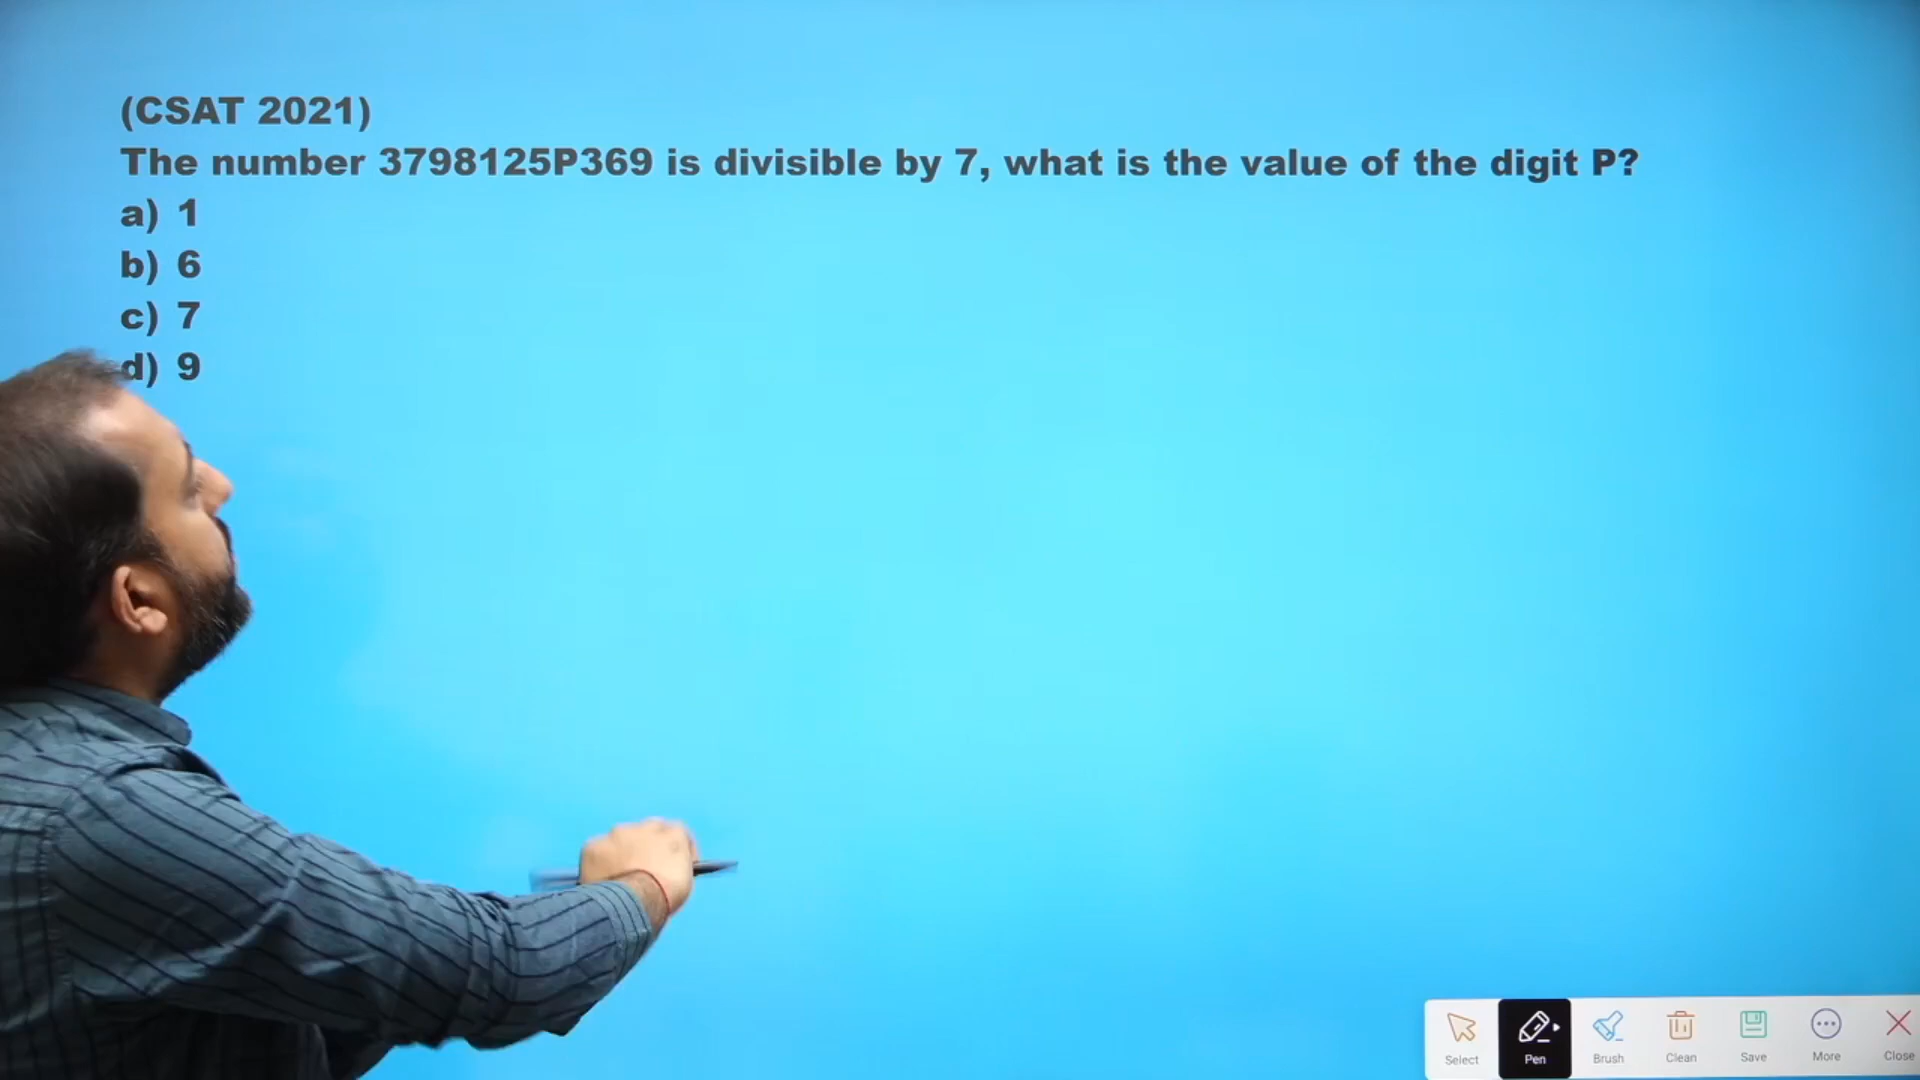 (CSAT 2021)
The number 3798125P369 is divisible by 7, what is the value of the digit P?
a) 1
b) 6
c) 7
d) 9
Select Pen Brush Clean Save More Close